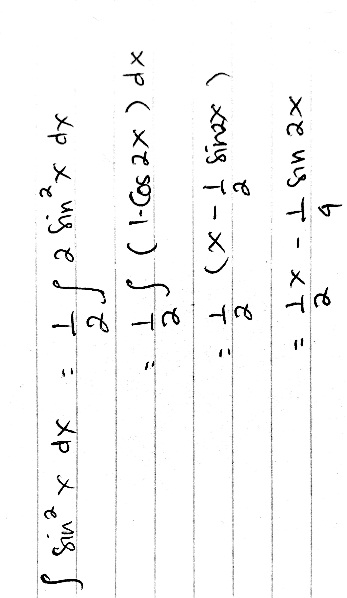 ∫ sin²x dx = 1/2 ∫ 2 sin²x dx
= 1/2 ∫ (1-cos 2x) dx
= 1/2 (x - 1/2 sin2x)
= 1/2 x - 1/4 sin 2x